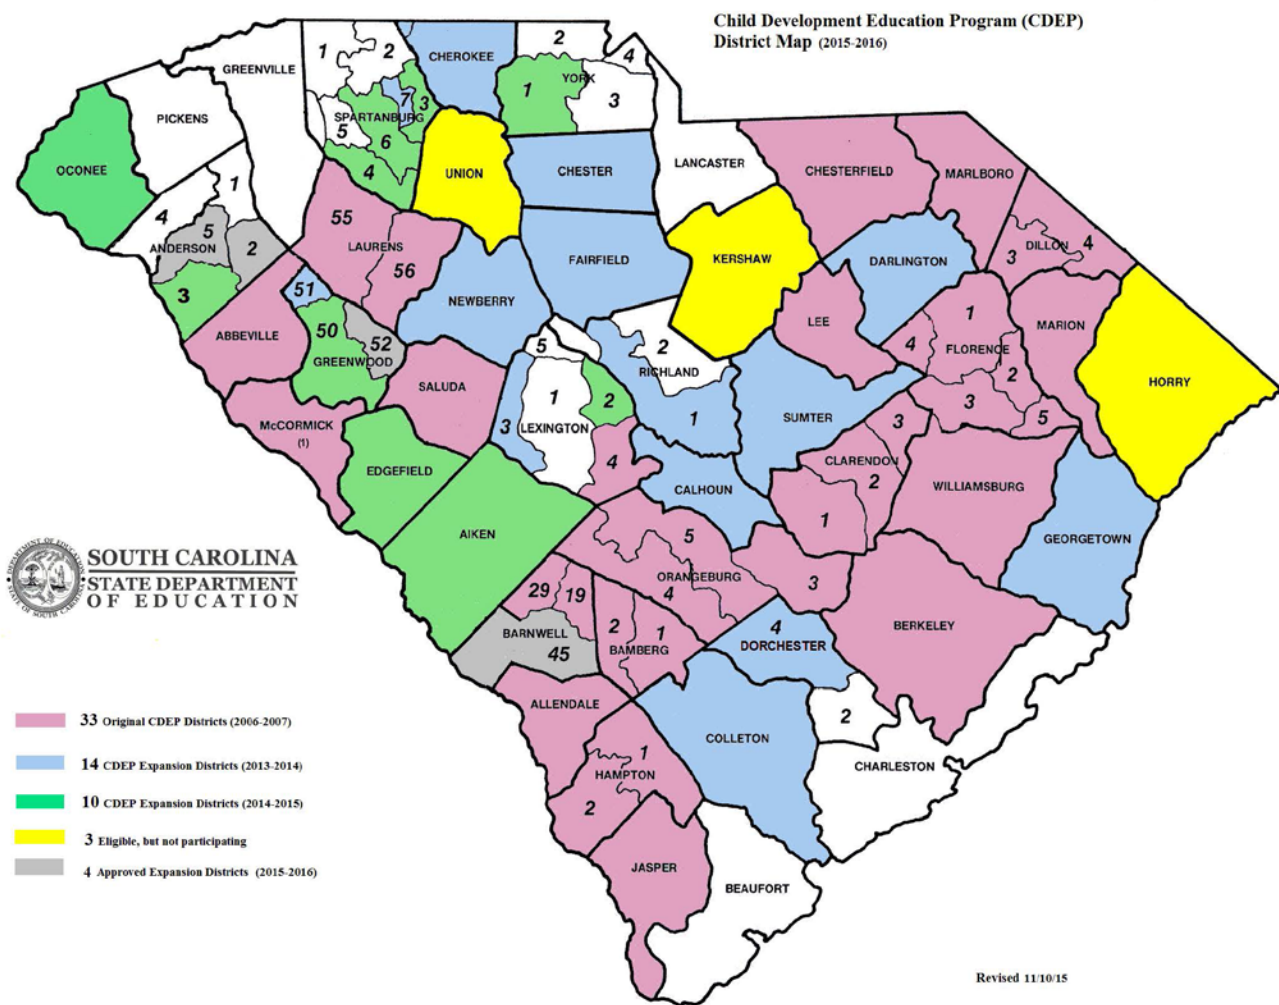 Child Development Education Program (CDEP)
District Map (2015-2016)
CHEROKEE
2
4
YORK
1
3
1
2
GREENVILLE
7
3
SPARTANBURG
5
6
4
PICKENS
OCONEE
UNION
CHESTER
LANCASTER
CHESTERFIELD
MARLBORO
1
4
5
ANDERSON
2
3
55
LAURENS
56
FAIRFIELD
KERSHAW
DARLINGTON
DILLON
4
3
51
NEWBERRY
ABBEVILLE
50
52
GREENWOOD
LEE
1
MARION
4
FLORENCE
2
3
5
HORRY
5
2
RICHLAND
1
SALUDA
1
2
3
LEXINGTON
4
SUMTER
3
CLARENDON
2
1
McCORMICK
(1)
EDGEFIELD
CALHOUN
WILLIAMSBURG
AIKEN
GEORGETOWN
5
ORANGEBURG
4
3
SOUTH CAROLINA
STATE DEPARTMENT
OF EDUCATION
DEPARTMENT OF EDUCATION
STATE OF SOUTH CAROLINA
29
19
BARNWELL
45
2
1
BAMBERG
4
DORCHESTER
BERKELEY
ALLENDALE
2
COLLETON
CHARLESTON
1
HAMPTON
2
JASPER
BEAUFORT
33 Original CDEP Districts (2006-2007)
14 CDEP Expansion Districts (2013-2014)
10 CDEP Expansion Districts (2014-2015)
3 Eligible, but not participating
4 Approved Expansion Districts (2015-2016)
Revised 11/10/15